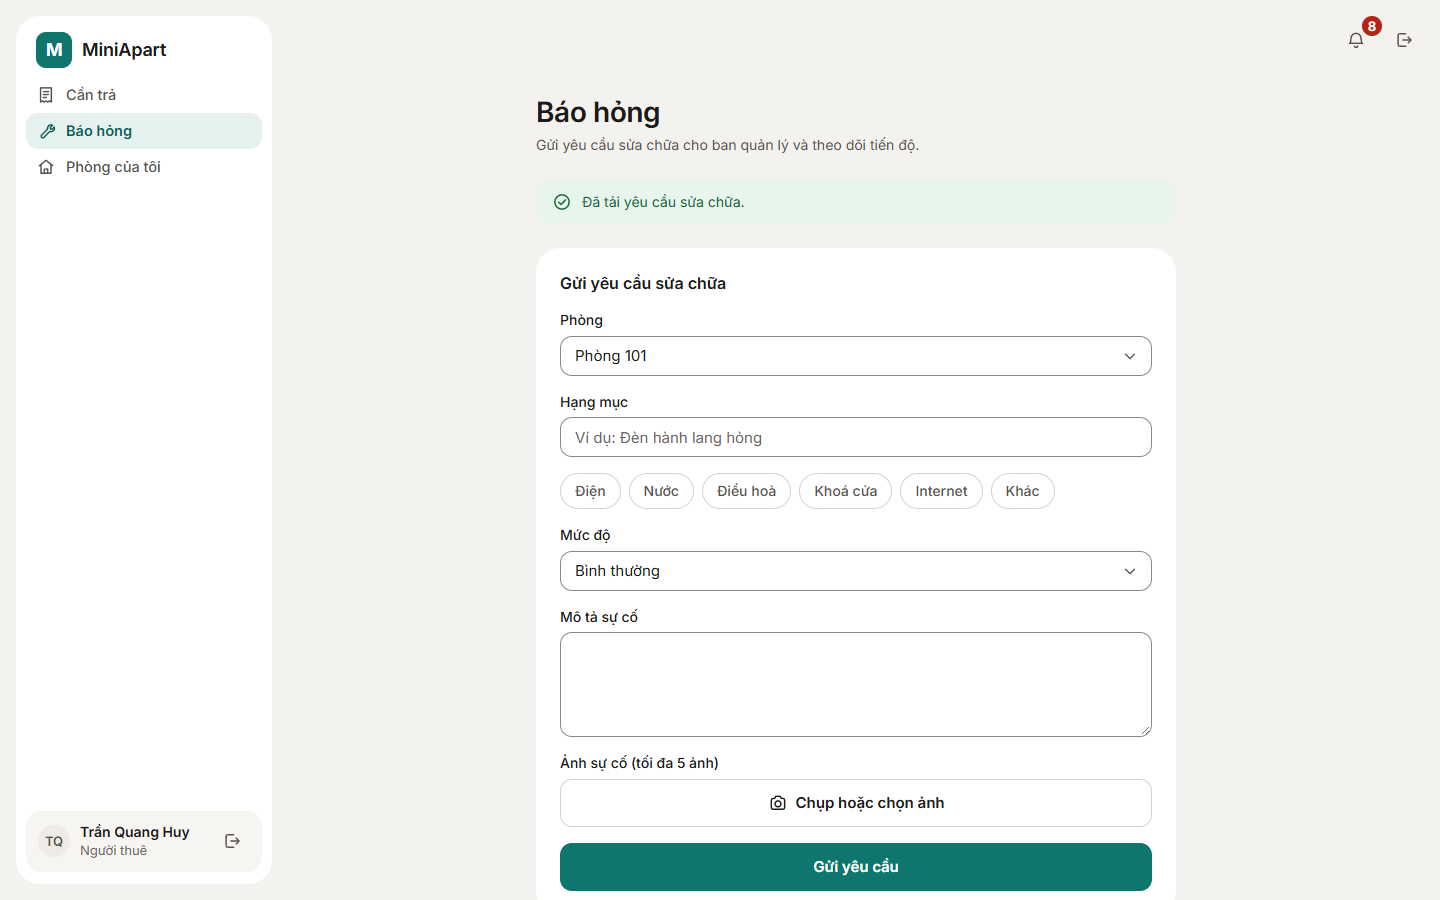 M MiniApart
8
Cần trả
Báo hỏng
Phòng của tôi
Báo hỏng
Gửi yêu cầu sửa chữa cho ban quản lý và theo dõi tiến độ.
Đã tải yêu cầu sửa chữa.
Gửi yêu cầu sửa chữa
Phòng
Phòng 101
Hạng mục
Ví dụ: Đèn hành lang hỏng
Điện Nước Điều hoà Khoá cửa Internet Khác
Mức độ
Bình thường
Mô tả sự cố
Ảnh sự cố (tối đa 5 ảnh)
Chụp hoặc chọn ảnh
Gửi yêu cầu
TQ
Trần Quang Huy
Người thuê